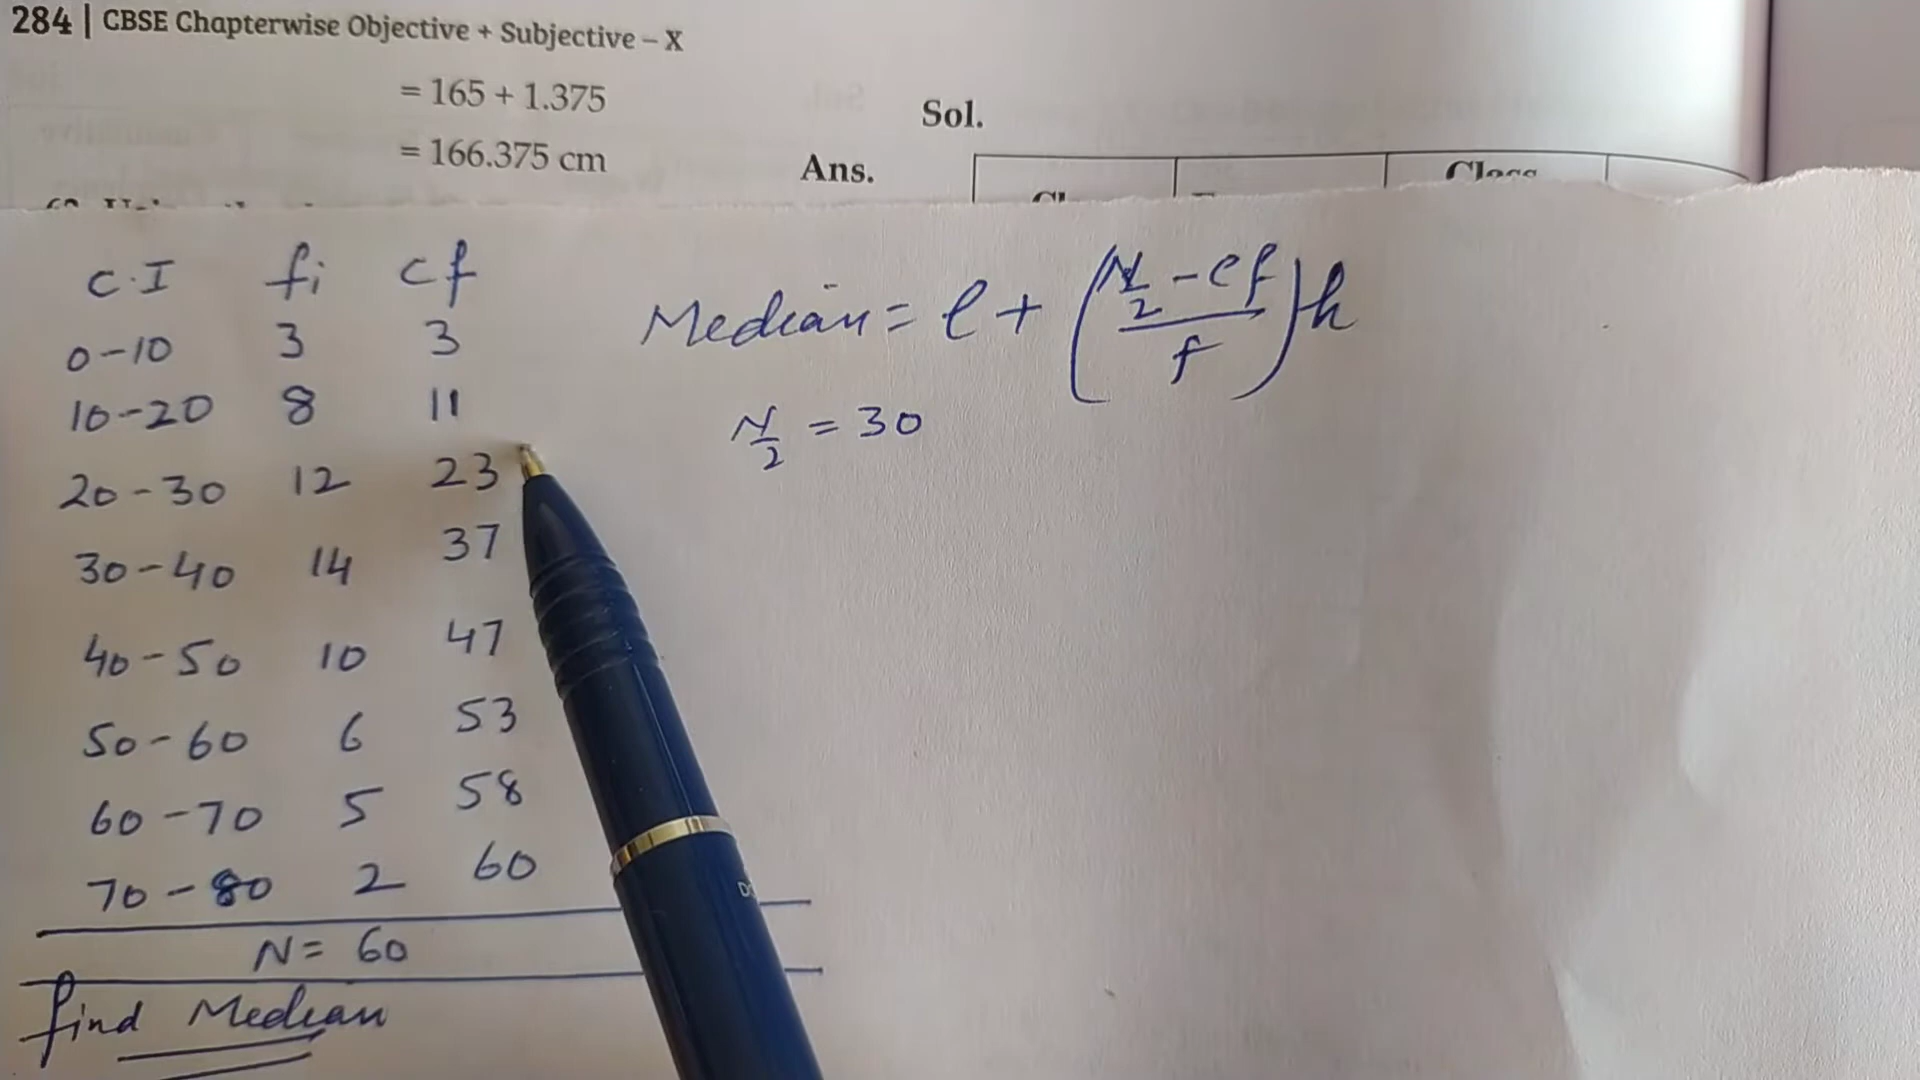 284 | CBSE Chapterwise Objective + Subjective – X
= 165 + 1.375
= 166.375 cm
Ans.
Sol.
Class
C.I fi cf
0-10 3 3
10-20 8 11
20-30 12 23
30-40 14 37
40-50 10 47
50-60 6 53
60-70 5 58
70-80 2 60
N= 60
find Median
Median = l + (N/2 - cf / f) h
N/2 = 30